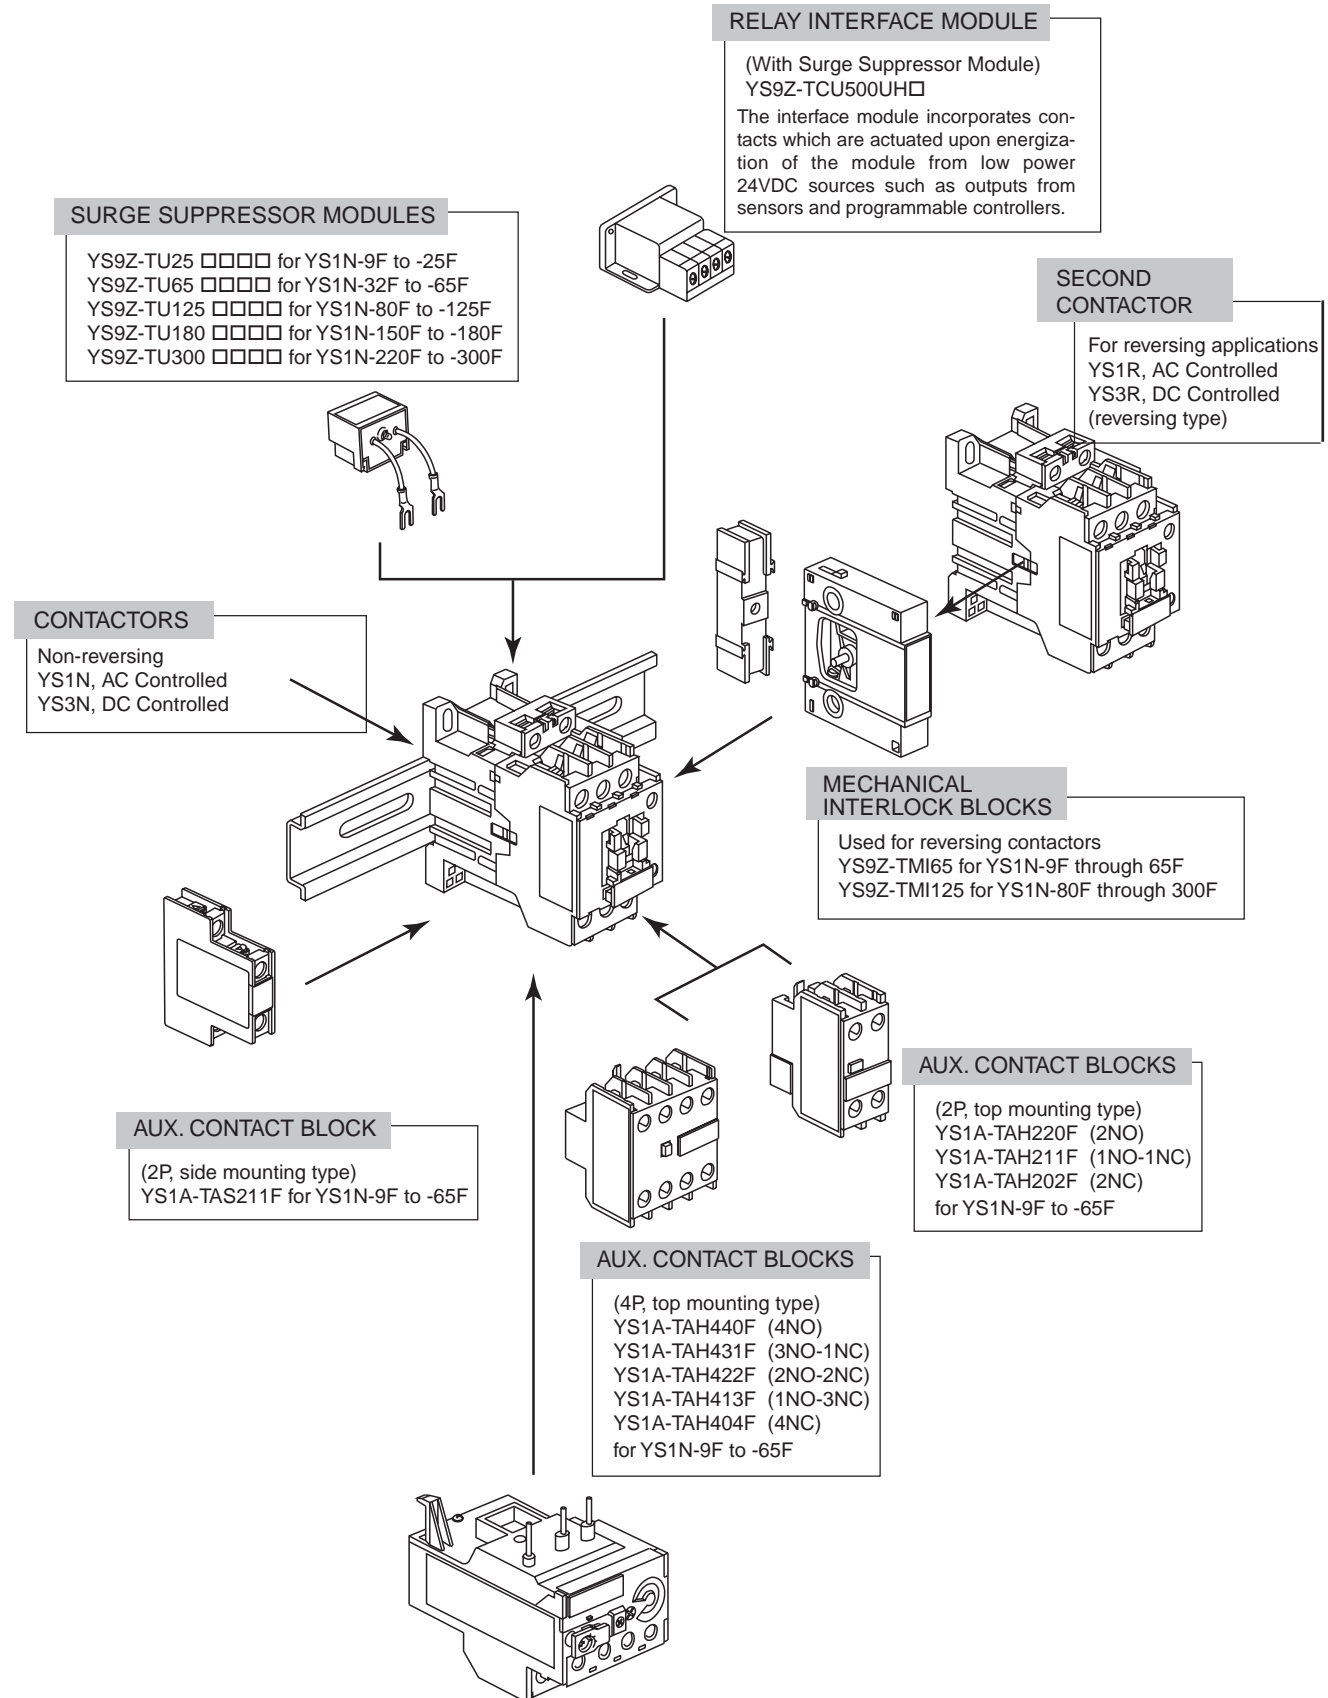 RELAY INTERFACE MODULE
(With Surge Suppressor Module)
YS9Z-TCU500UH□
The interface module incorporates con-
tacts which are actuated upon energiza-
tion of the module from low power
24VDC sources such as outputs from
sensors and programmable controllers.
SURGE SUPPRESSOR MODULES
YS9Z-TU25 □□□□ for YS1N-9F to -25F
YS9Z-TU65 □□□□ for YS1N-32F to -65F
YS9Z-TU125 □□□□ for YS1N-80F to -125F
YS9Z-TU180 □□□□ for YS1N-150F to -180F
YS9Z-TU300 □□□□ for YS1N-220F to -300F
SECOND
CONTACTOR
For reversing applications
YS1R, AC Controlled
YS3R, DC Controlled
(reversing type)
CONTACTORS
Non-reversing
YS1N, AC Controlled
YS3N, DC Controlled
MECHANICAL
INTERLOCK BLOCKS
Used for reversing contactors
YS9Z-TMI65 for YS1N-9F through 65F
YS9Z-TMI125 for YS1N-80F through 300F
AUX. CONTACT BLOCK
(2P, side mounting type)
YS1A-TAS211F for YS1N-9F to -65F
AUX. CONTACT BLOCKS
(2P, top mounting type)
YS1A-TAH220F (2NO)
YS1A-TAH211F (1NO-1NC)
YS1A-TAH202F (2NC)
for YS1N-9F to -65F
AUX. CONTACT BLOCKS
(4P, top mounting type)
YS1A-TAH440F (4NO)
YS1A-TAH431F (3NO-1NC)
YS1A-TAH422F (2NO-2NC)
YS1A-TAH413F (1NO-3NC)
YS1A-TAH404F (4NC)
for YS1N-9F to -65F